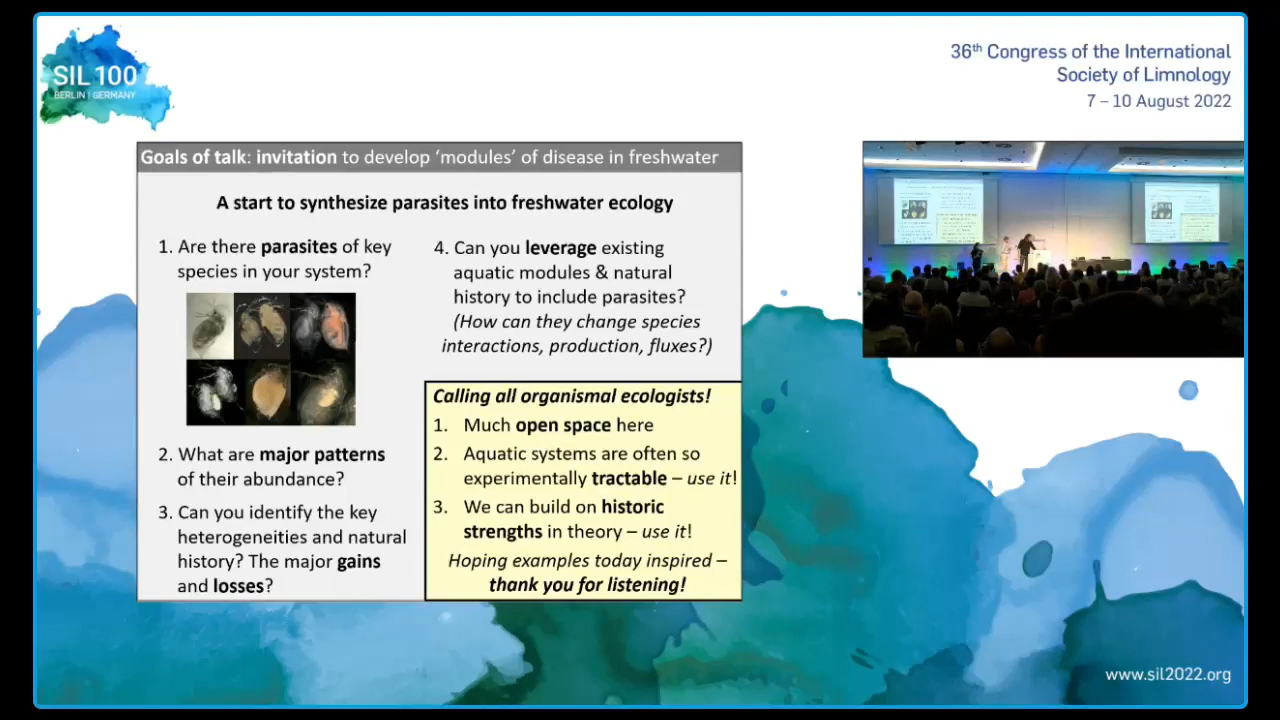 SIL 100
BERLIN | GERMANY
36th Congress of the International
Society of Limnology
7 – 10 August 2022
Goals of talk: invitation to develop ‘modules’ of disease in freshwater
A start to synthesize parasites into freshwater ecology
1. Are there parasites of key
species in your system?
2. What are major patterns
of their abundance?
3. Can you identify the key
heterogeneities and natural
history? The major gains
and losses?
4. Can you leverage existing
aquatic modules & natural
history to include parasites?
(How can they change species
interactions, production, fluxes?)
Calling all organismal ecologists!
1. Much open space here
2. Aquatic systems are often so
experimentally tractable – use it!
3. We can build on historic
strengths in theory – use it!
Hoping examples today inspired –
thank you for listening!
www.sil2022.org